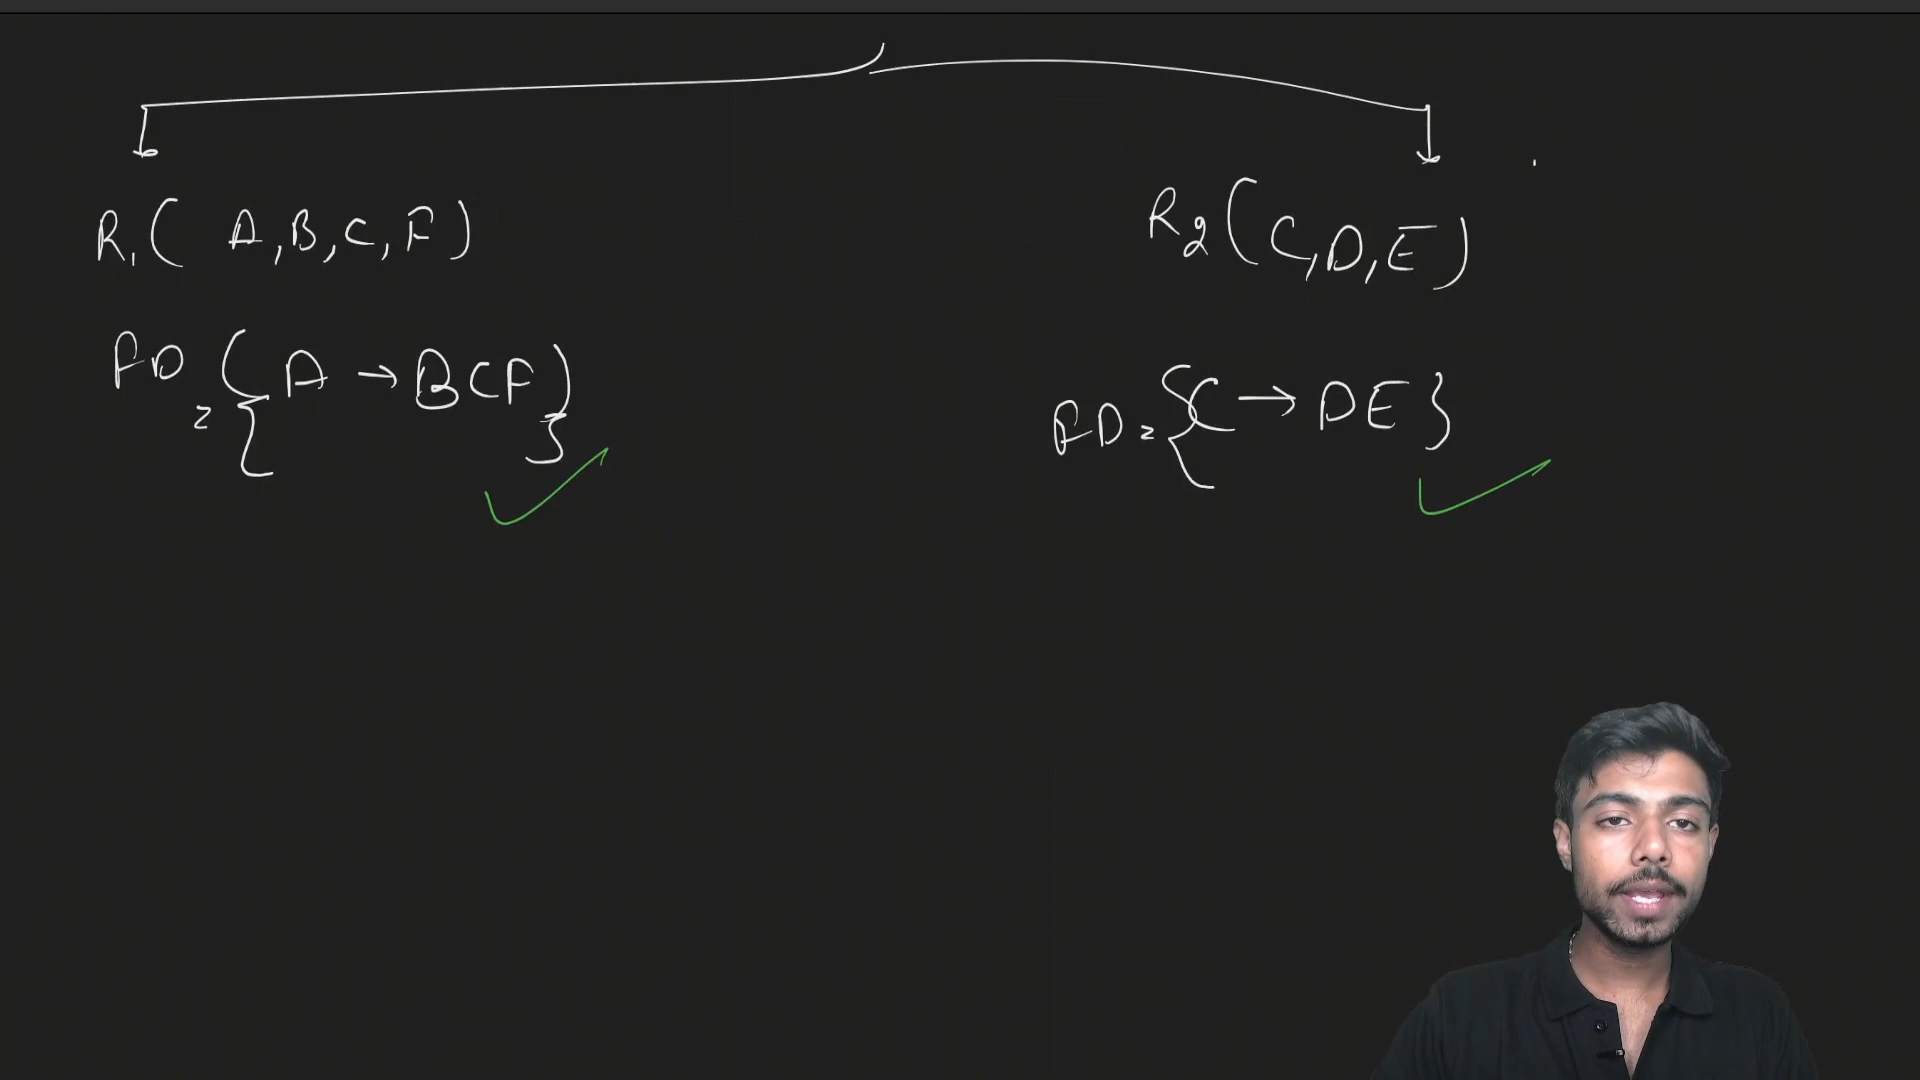 R1( A,B,C,F)
R2(C,D,E)
FD = {A → BCF}
FD = {C → DE}